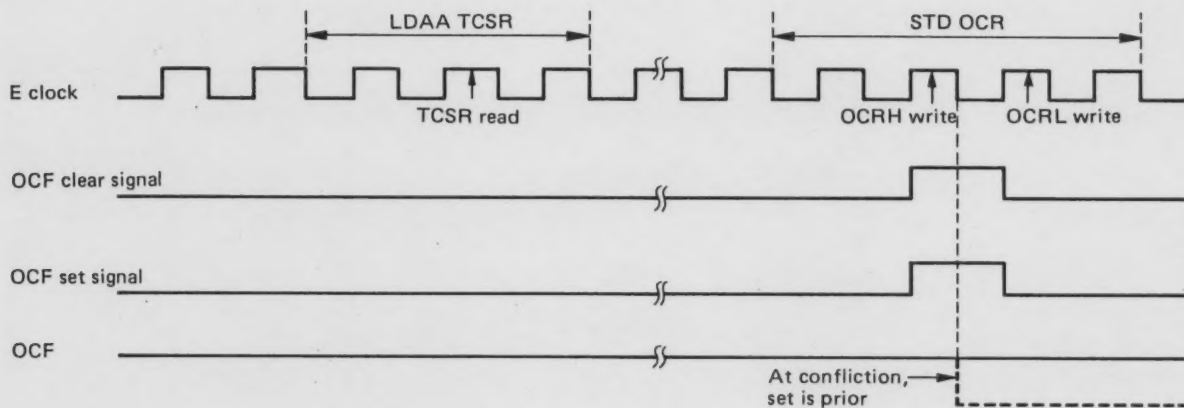 LDAA TCSR
STD OCR
E clock
TCSR read
OCRH write
OCRL write
OCF clear signal
OCF set signal
OCF
At confliction,
set is prior